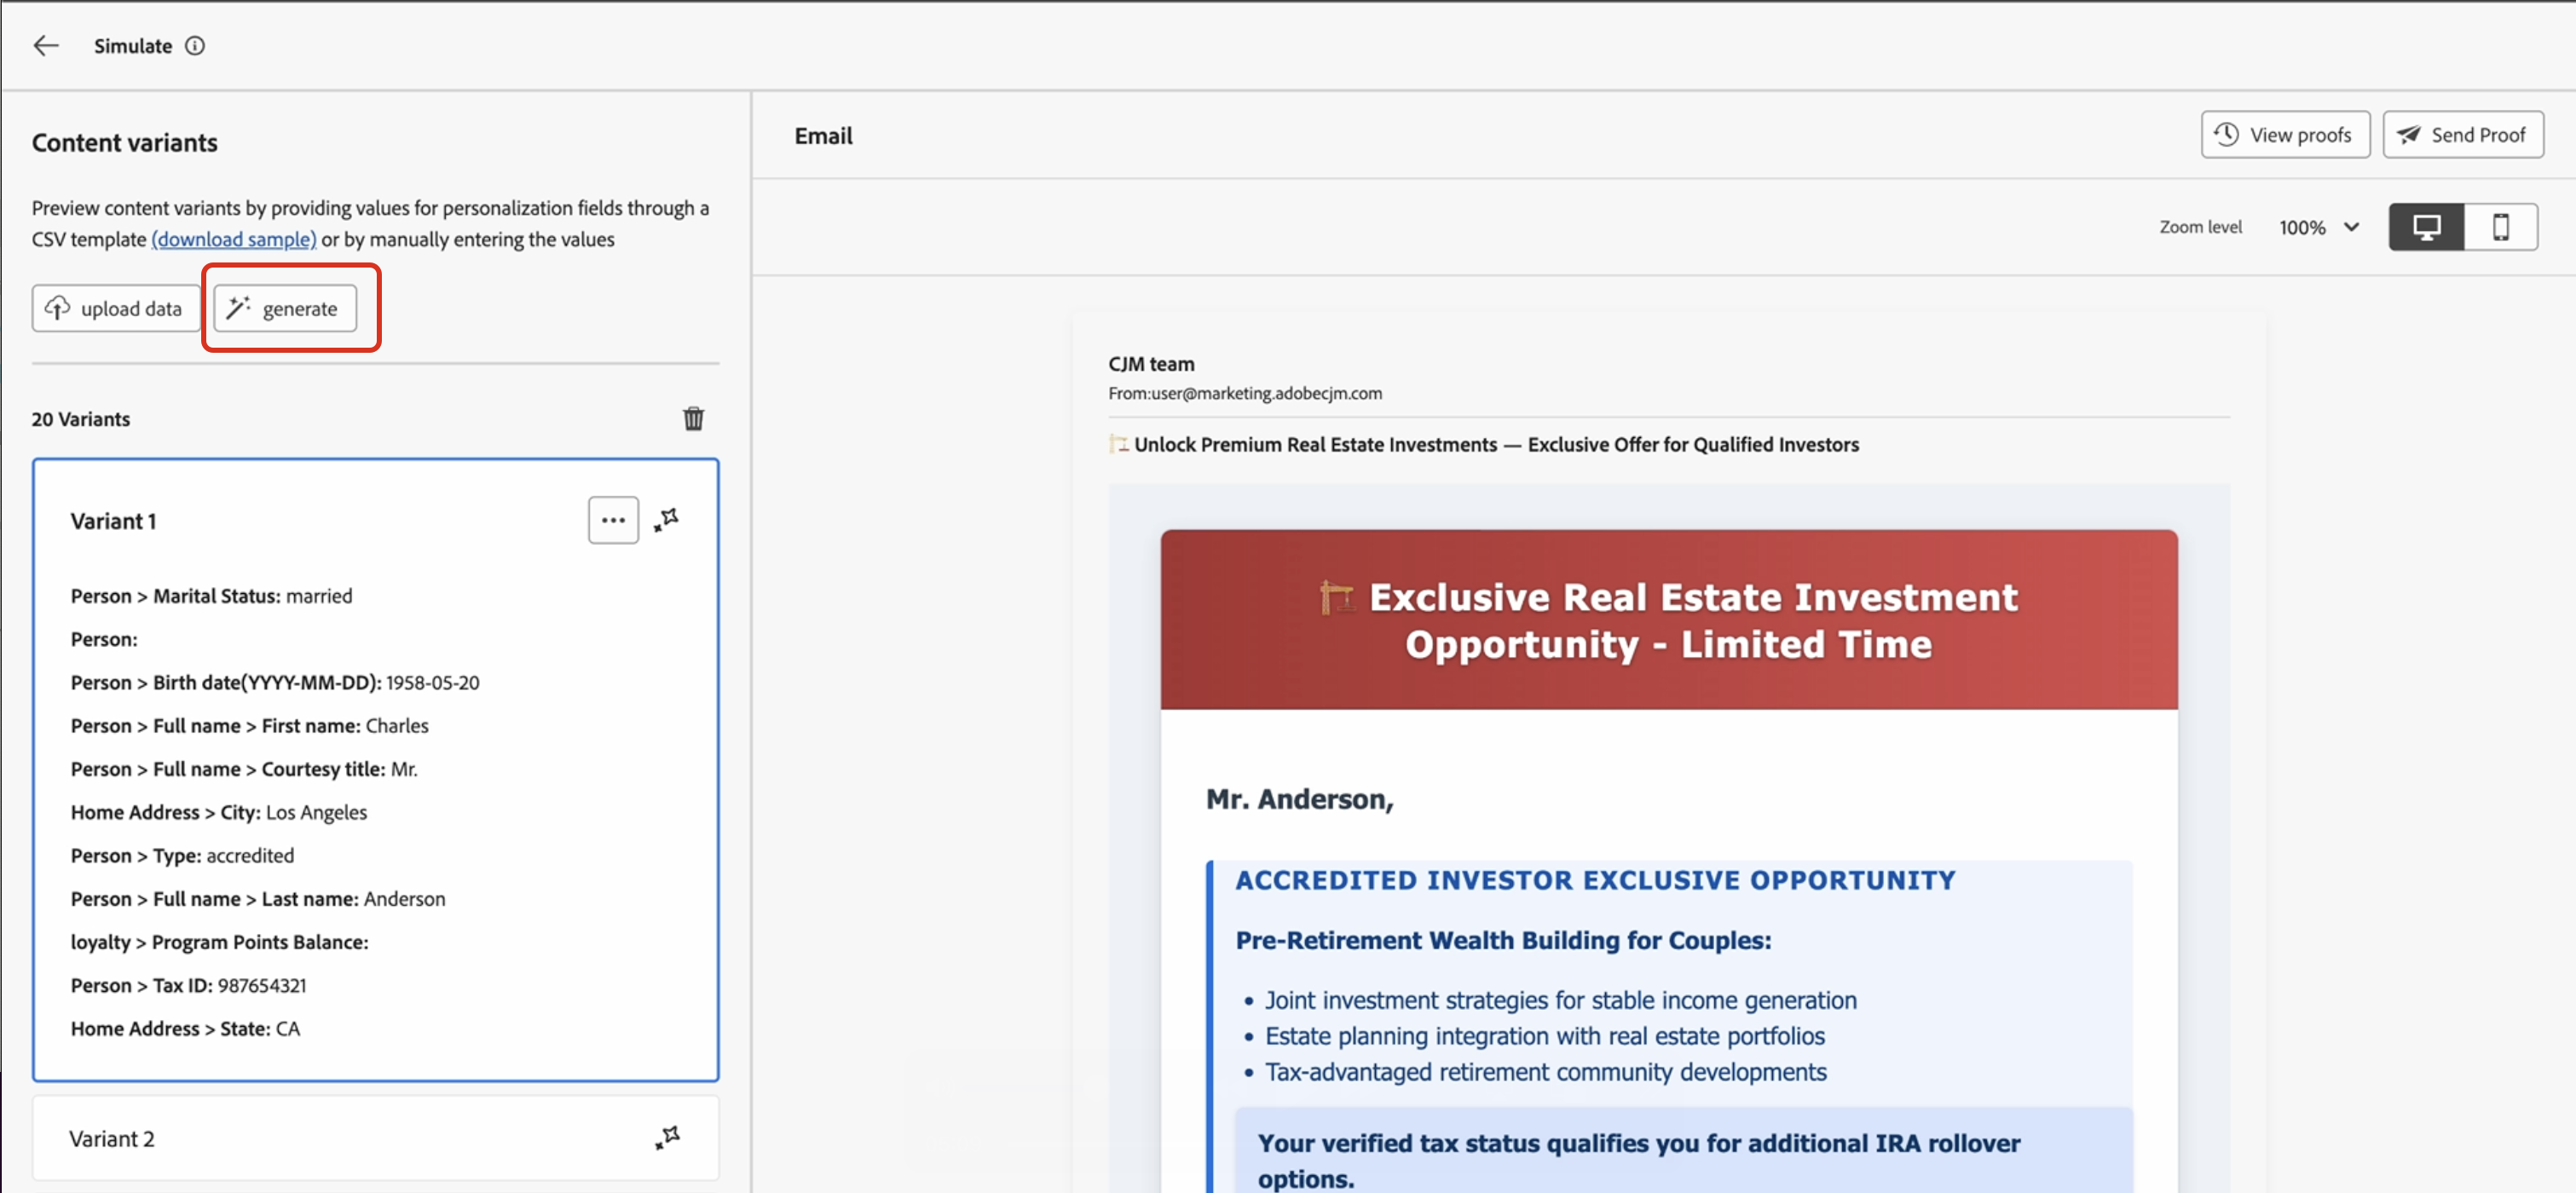 Simulate
Content variants
Preview content variants by providing values for personalization fields through a
CSV template (download sample) or by manually entering the values
upload data
generate
20 Variants
Variant 1
Person > Marital Status: married
Person:
Person > Birth date(YYYY-MM-DD): 1958-05-20
Person > Full name > First name: Charles
Person > Full name > Courtesy title: Mr.
Home Address > City: Los Angeles
Person > Type: accredited
Person > Full name > Last name: Anderson
loyalty > Program Points Balance:
Person > Tax ID: 987654321
Home Address > State: CA
Variant 2
Email
View proofs
Send Proof
Zoom level 100%
CJM team
From:user@marketing.adobecjm.com
Unlock Premium Real Estate Investments — Exclusive Offer for Qualified Investors
Exclusive Real Estate Investment
Opportunity - Limited Time
Mr. Anderson,
ACCREDITED INVESTOR EXCLUSIVE OPPORTUNITY
Pre-Retirement Wealth Building for Couples:
• Joint investment strategies for stable income generation
• Estate planning integration with real estate portfolios
• Tax-advantaged retirement community developments
Your verified tax status qualifies you for additional IRA rollover
options.